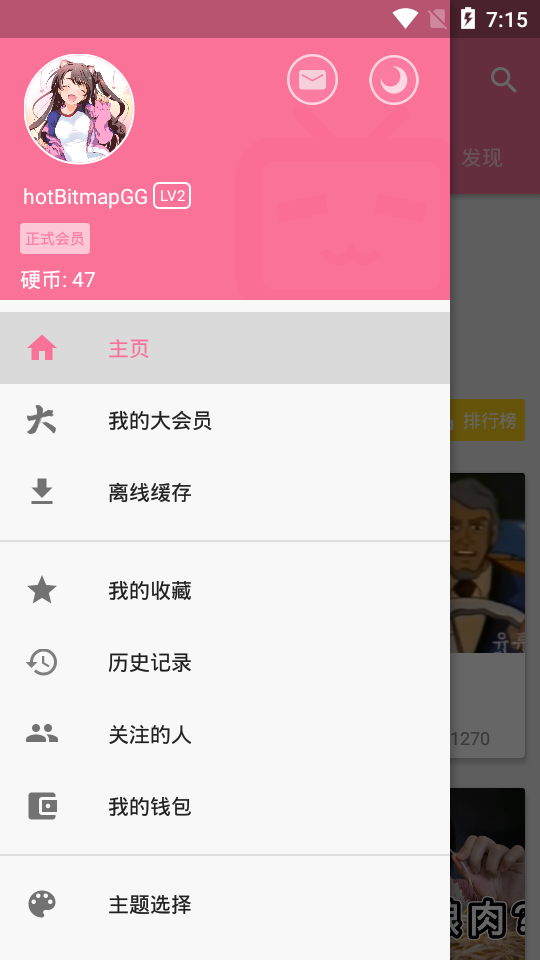 7:15
发现
hotBitmapGG LV2
正式会员
硬币: 47
主页
我的大会员
离线缓存
排行榜
我的收藏
历史记录
关注的人
1270
我的钱包
主题选择